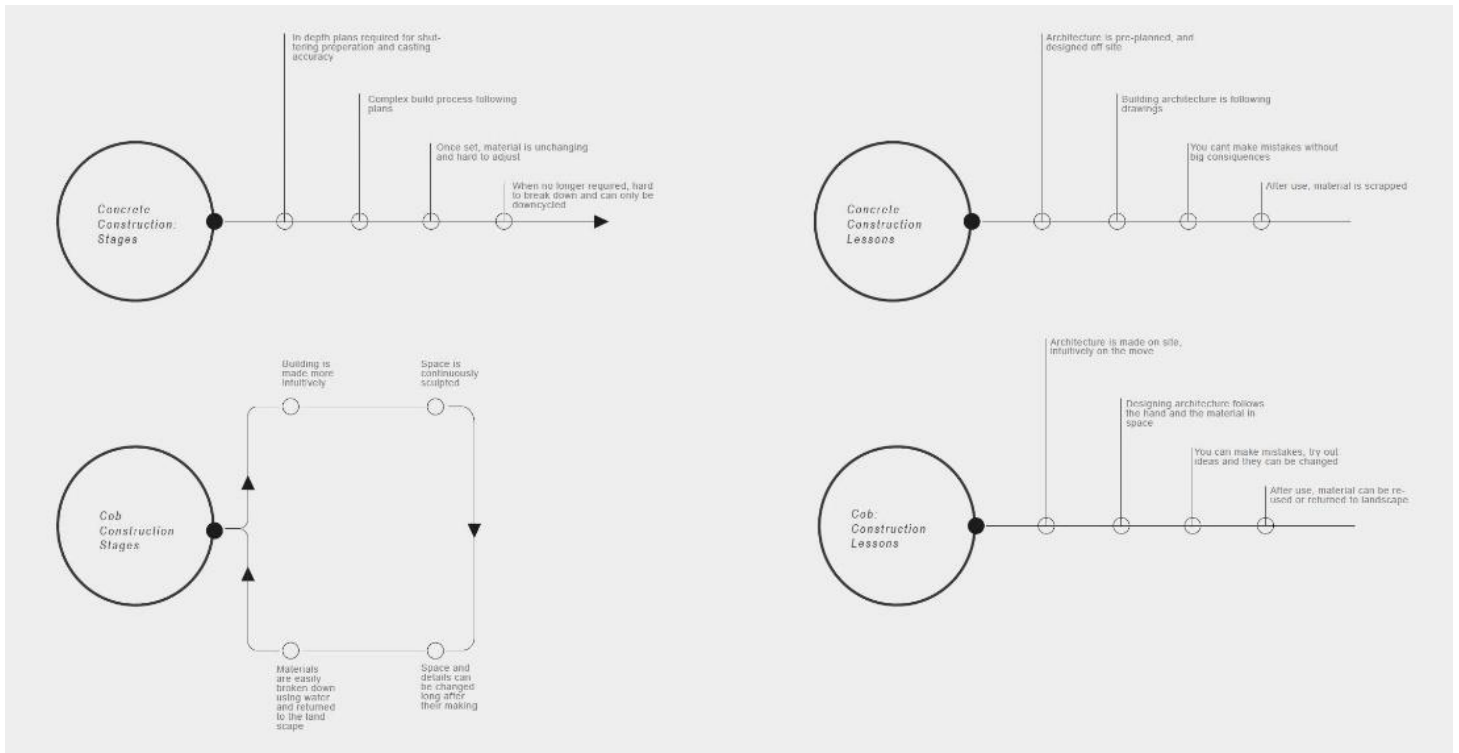 In depth plans required for shut-
tering preperation and casting
accuracy
Complex build process following
plans
Once set, material is unchanging
and hard to adjust
When no longer required, hard
to break down and can only be
downcycled
Concrete
Construction:
Stages
Architecture is pre-planned, and
designed off site
Building architecture is following
drawings
You cant make mistakes without
big consiquences
After use, material is scrapped
Concrete
Construction
Lessons
Building is
made more
intuitively
Space is
continuously
sculpted
Cob
Construction
Stages
Materials
are easily
broken down
using water
and returned
to the land
scape
Space and
details can
be changed
long after
their making
Architecture is made on site,
intuitively on the move
Designing architecture follows
the hand and the material in
space
You can make mistakes, try out
ideas and they can be changed
After use, material can be re-
used or returned to landscape
Cob:
Construction
Lessons